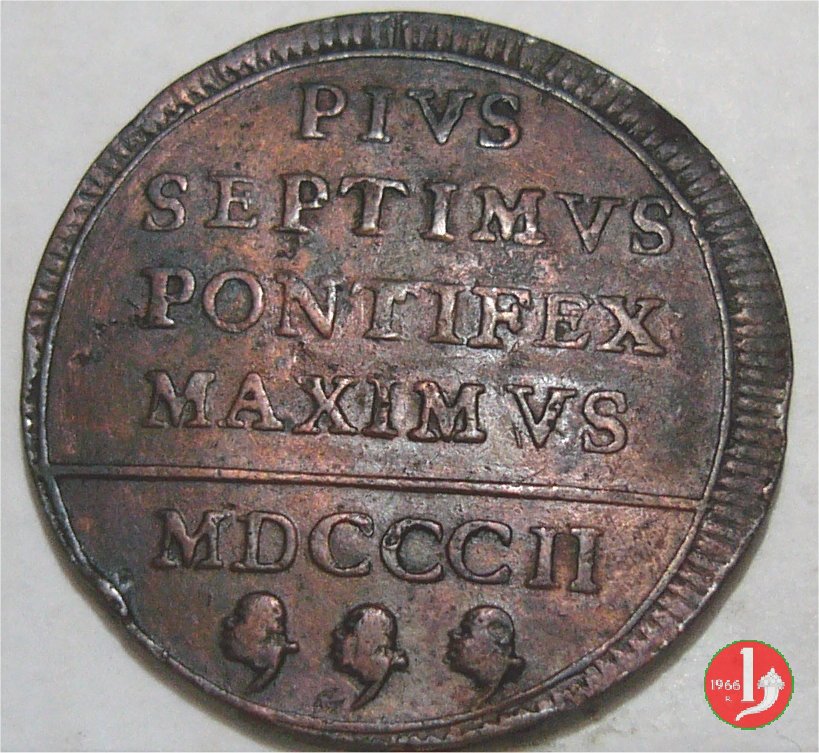 PIVS
SEPTIMVS
PONTIFEX
MAXIMVS
MDCCCII
1966
R.